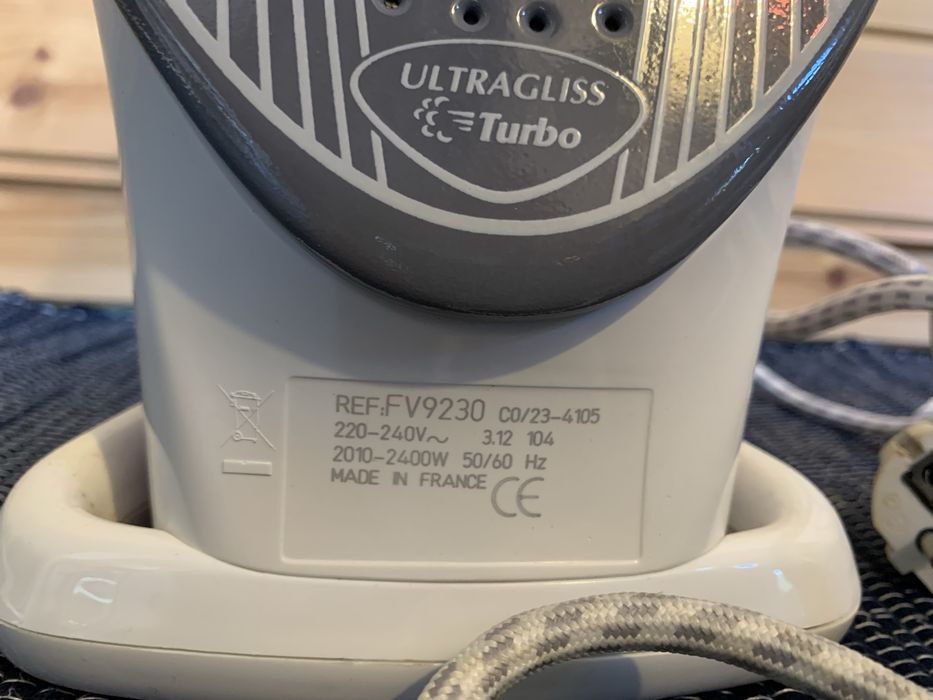 ULTRAGLISS
Turbo
REF:FV9230 C0/23-4105
220-240V~ 3.12 104
2010-2400W 50/60 Hz
MADE IN FRANCE CE